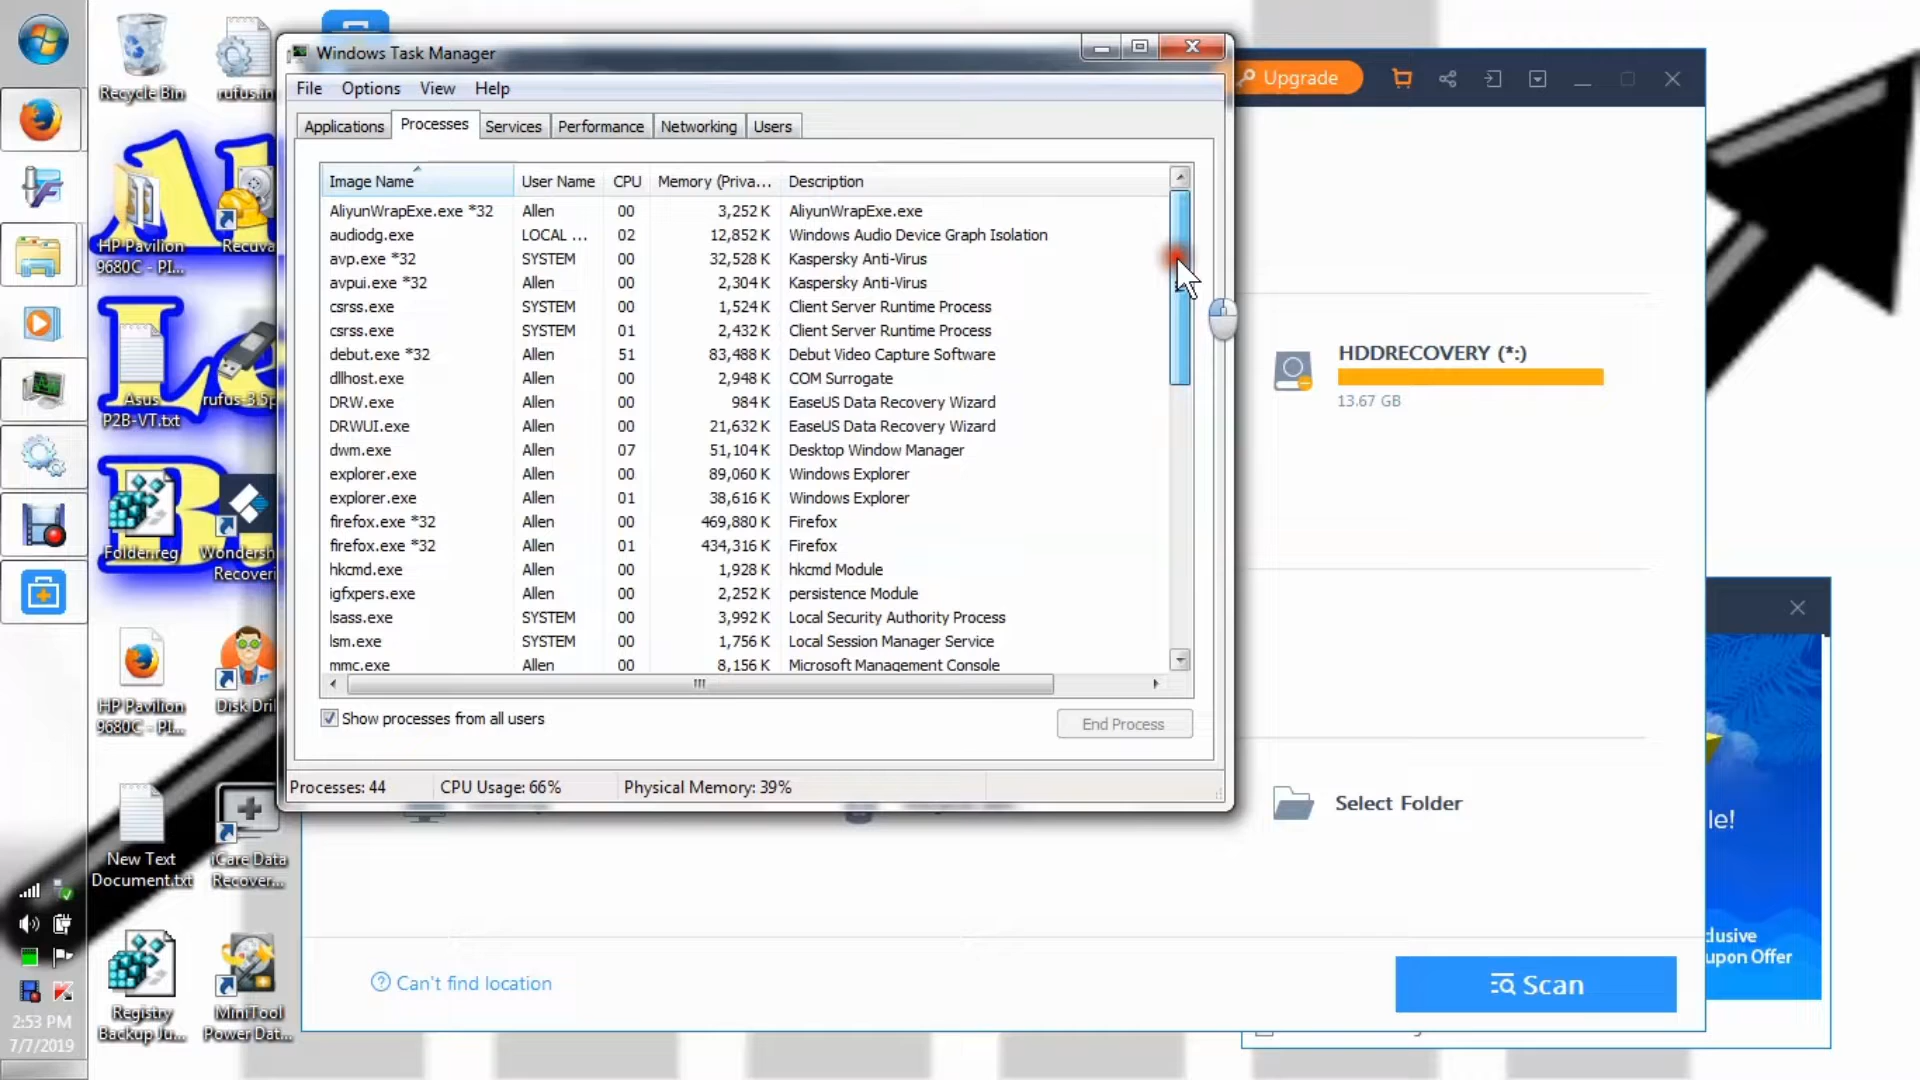 Recycle Bin
rufus.in
HP Pavilion
9680C - PI...
Recuva
Asus
P2B-VT.txt
rufus-3.5p
Folder.reg
Wondersh
Recoveri
HP Pavilion
9680C - PI...
Disk Dril
New Text
Document.txt
iCare Data
Recover...
Registry
Backup Ju...
MiniTool
Power Dat...
2:53 PM
7/7/2019
Windows Task Manager
File Options View Help
Applications Processes Services Performance Networking Users
Image Name User Name CPU Memory (Priva... Description
AliyunWrapExe.exe *32 Allen 00 3,252 K AliyunWrapExe.exe
audiodg.exe LOCAL ... 02 12,852 K Windows Audio Device Graph Isolation
avp.exe *32 SYSTEM 00 32,528 K Kaspersky Anti-Virus
avpui.exe *32 Allen 00 2,304 K Kaspersky Anti-Virus
csrss.exe SYSTEM 00 1,524 K Client Server Runtime Process
csrss.exe SYSTEM 01 2,432 K Client Server Runtime Process
debut.exe *32 Allen 51 83,488 K Debut Video Capture Software
dllhost.exe Allen 00 2,948 K COM Surrogate
DRW.exe Allen 00 984 K EaseUS Data Recovery Wizard
DRWUI.exe Allen 00 21,632 K EaseUS Data Recovery Wizard
dwm.exe Allen 07 51,104 K Desktop Window Manager
explorer.exe Allen 00 89,060 K Windows Explorer
explorer.exe Allen 01 38,616 K Windows Explorer
firefox.exe *32 Allen 00 469,880 K Firefox
firefox.exe *32 Allen 01 434,316 K Firefox
hkcmd.exe Allen 00 1,928 K hkcmd Module
igfxpers.exe Allen 00 2,252 K persistence Module
lsass.exe SYSTEM 00 3,992 K Local Security Authority Process
lsm.exe SYSTEM 00 1,756 K Local Session Manager Service
mmc.exe Allen 00 8,156 K Microsoft Management Console
Show processes from all users
End Process
Processes: 44 CPU Usage: 66% Physical Memory: 39%
Upgrade
HDDRECOVERY (*:)
13.67 GB
Select Folder
Can't find location
Scan
le!
clusive
upon Offer